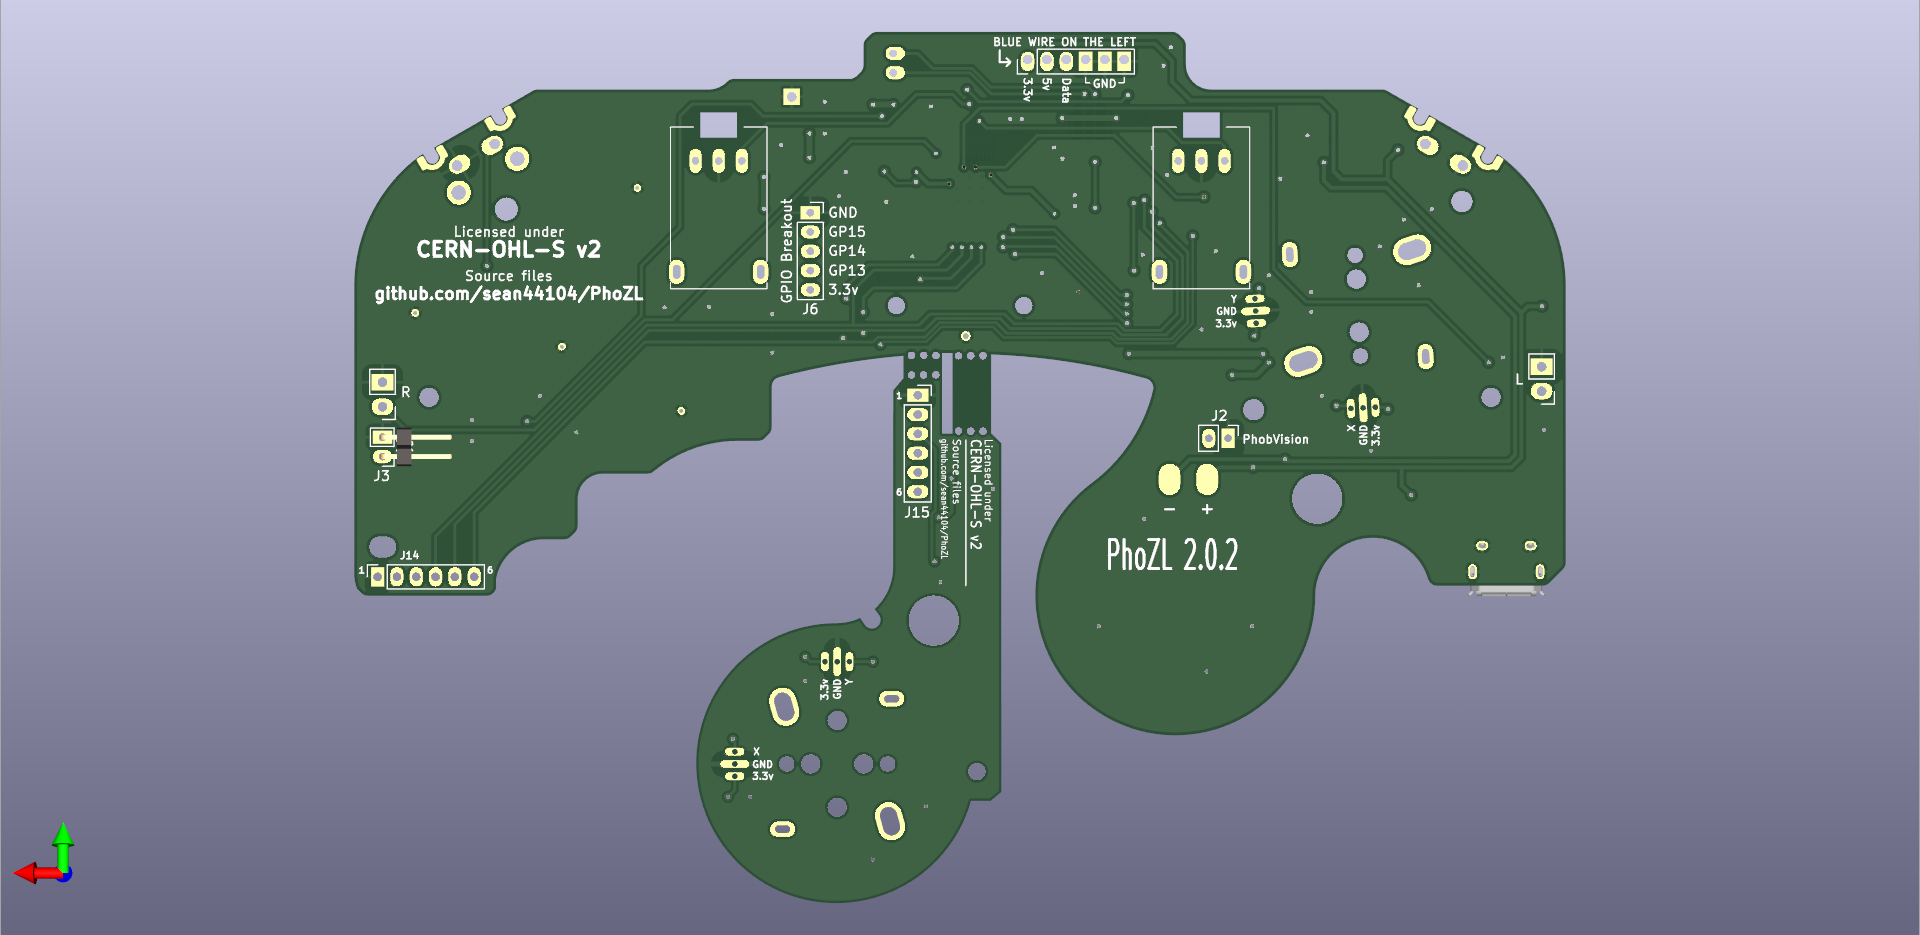 BLUE WIRE ON THE LEFT
3.3v
5v
Data
GND
Licensed under
CERN-OHL-S v2
Source files
github.com/sean44104/PhoZL
GPIO Breakout
GND
GP15
GP14
GP13
3.3v
J6
Y
GND
3.3v
R
J3
L
X
GND
3.3v
J2
PhobVision
- +
1
6
J15
Licensed under
CERN-OHL-S v2
Source files
github.com/sean44104/PhoZL
J14
1
6
PhoZL 2.0.2
3.3v
GND
Y
X
GND
3.3v